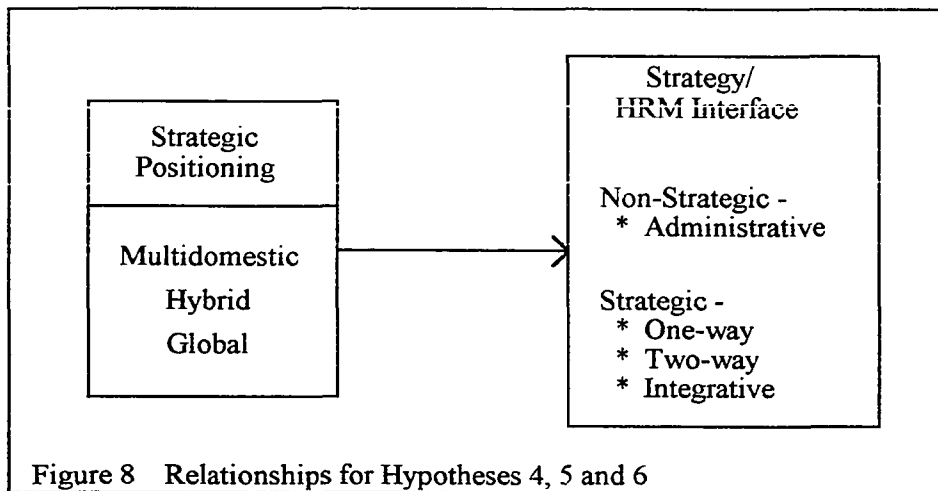 Strategic
Positioning
Multidomestic
Hybrid
Global
Strategy/
HRM Interface
Non-Strategic -
* Administrative
Strategic -
* One-way
* Two-way
* Integrative
Figure 8 Relationships for Hypotheses 4, 5 and 6